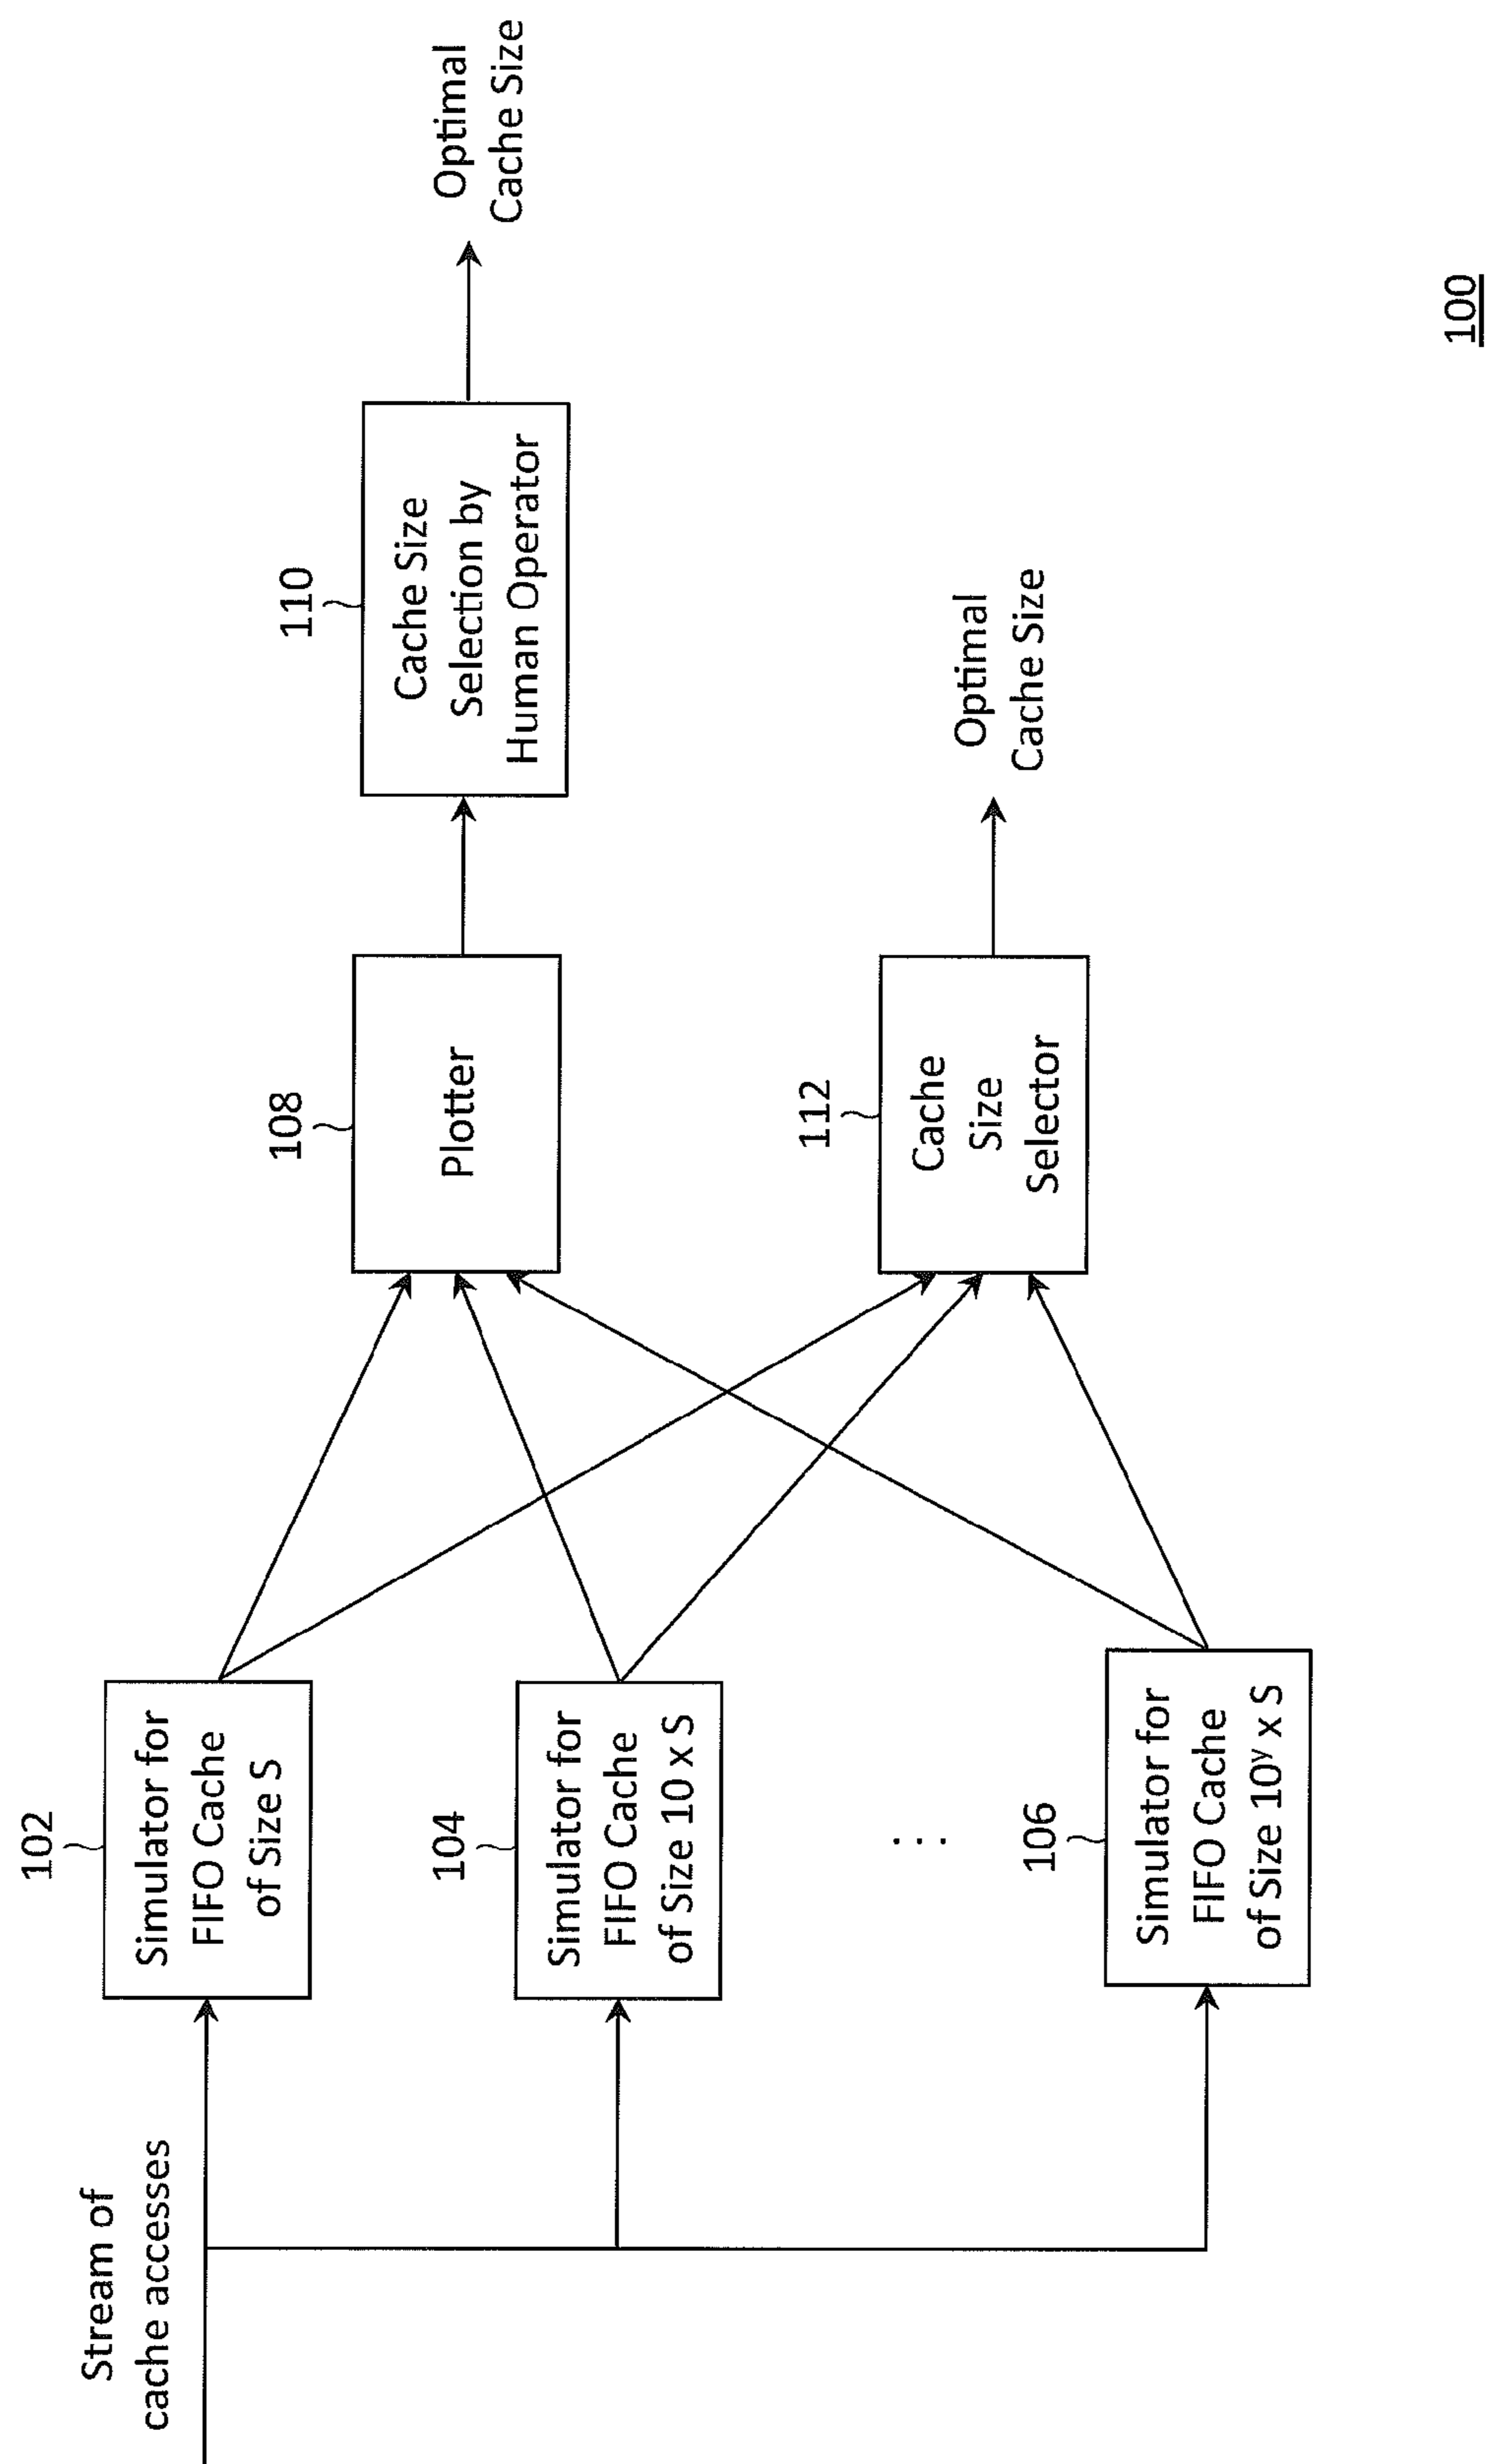 Stream of
cache accesses
102
Simulator for
FIFO Cache
of Size S
104
Simulator for
FIFO Cache
of Size 10 x S
...
106
Simulator for
FIFO Cache
of Size 10ʸ x S
108
Plotter
112
Cache
Size
Selector
110
Cache Size
Selection by
Human Operator
Optimal
Cache Size
Optimal
Cache Size
100